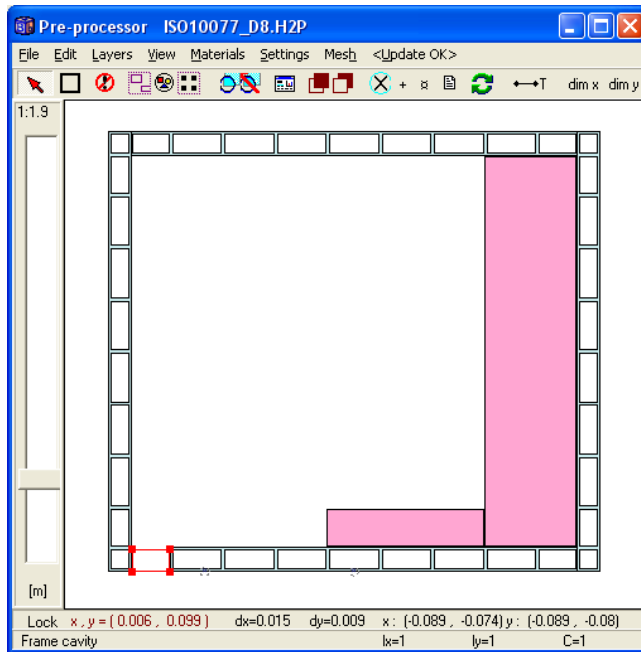 Pre-processor ISO10077_D8.H2P
File Edit Layers View Materials Settings Mesh <Update OK>
T dim x dim y
1:1.9
[m]
Lock x , y = ( 0.006 , 0.099 ) dx=0.015 dy=0.009 x : (-0.089 , -0.074) y : (-0.089 , -0.08)
Frame cavity Ix=1 Iy=1 C=1